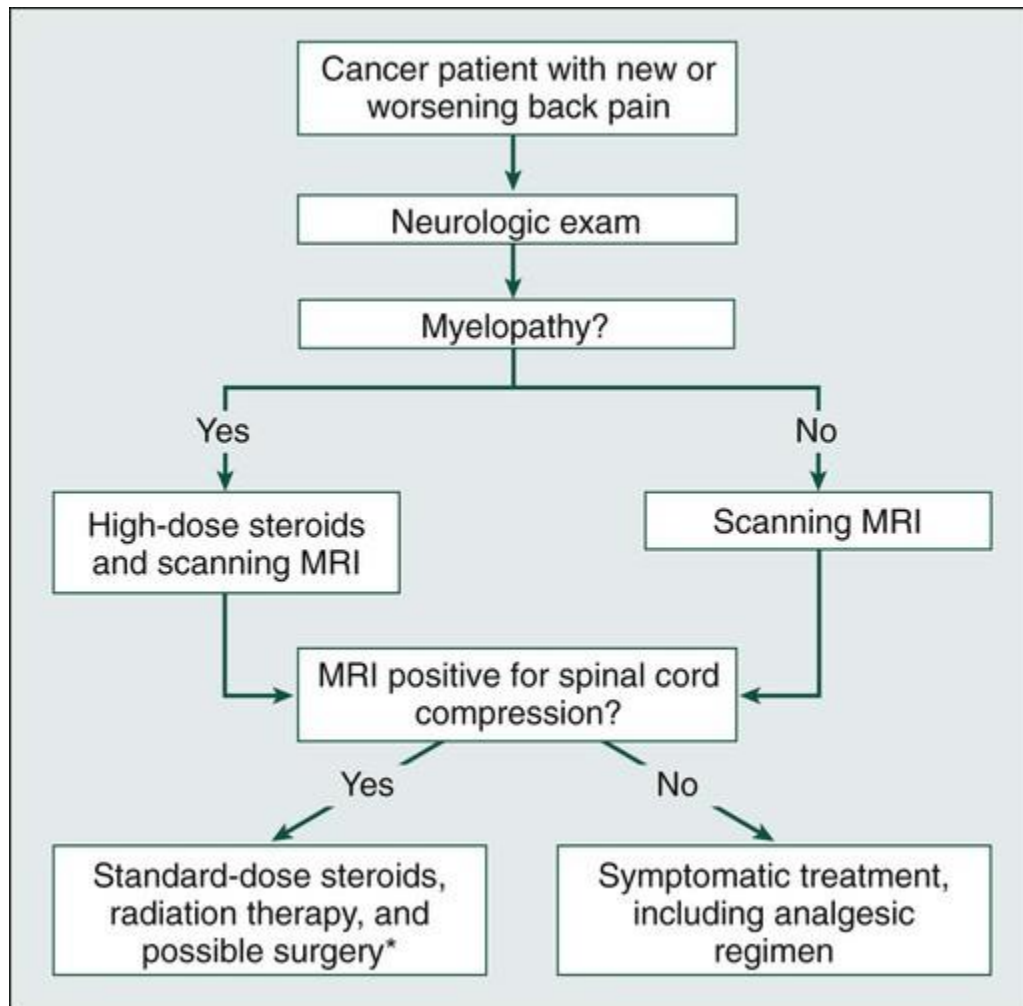 Cancer patient with new or
worsening back pain
Neurologic exam
Myelopathy?
Yes
No
High-dose steroids
and scanning MRI
Scanning MRI
MRI positive for spinal cord
compression?
Yes
No
Standard-dose steroids,
radiation therapy, and
possible surgery*
Symptomatic treatment,
including analgesic
regimen